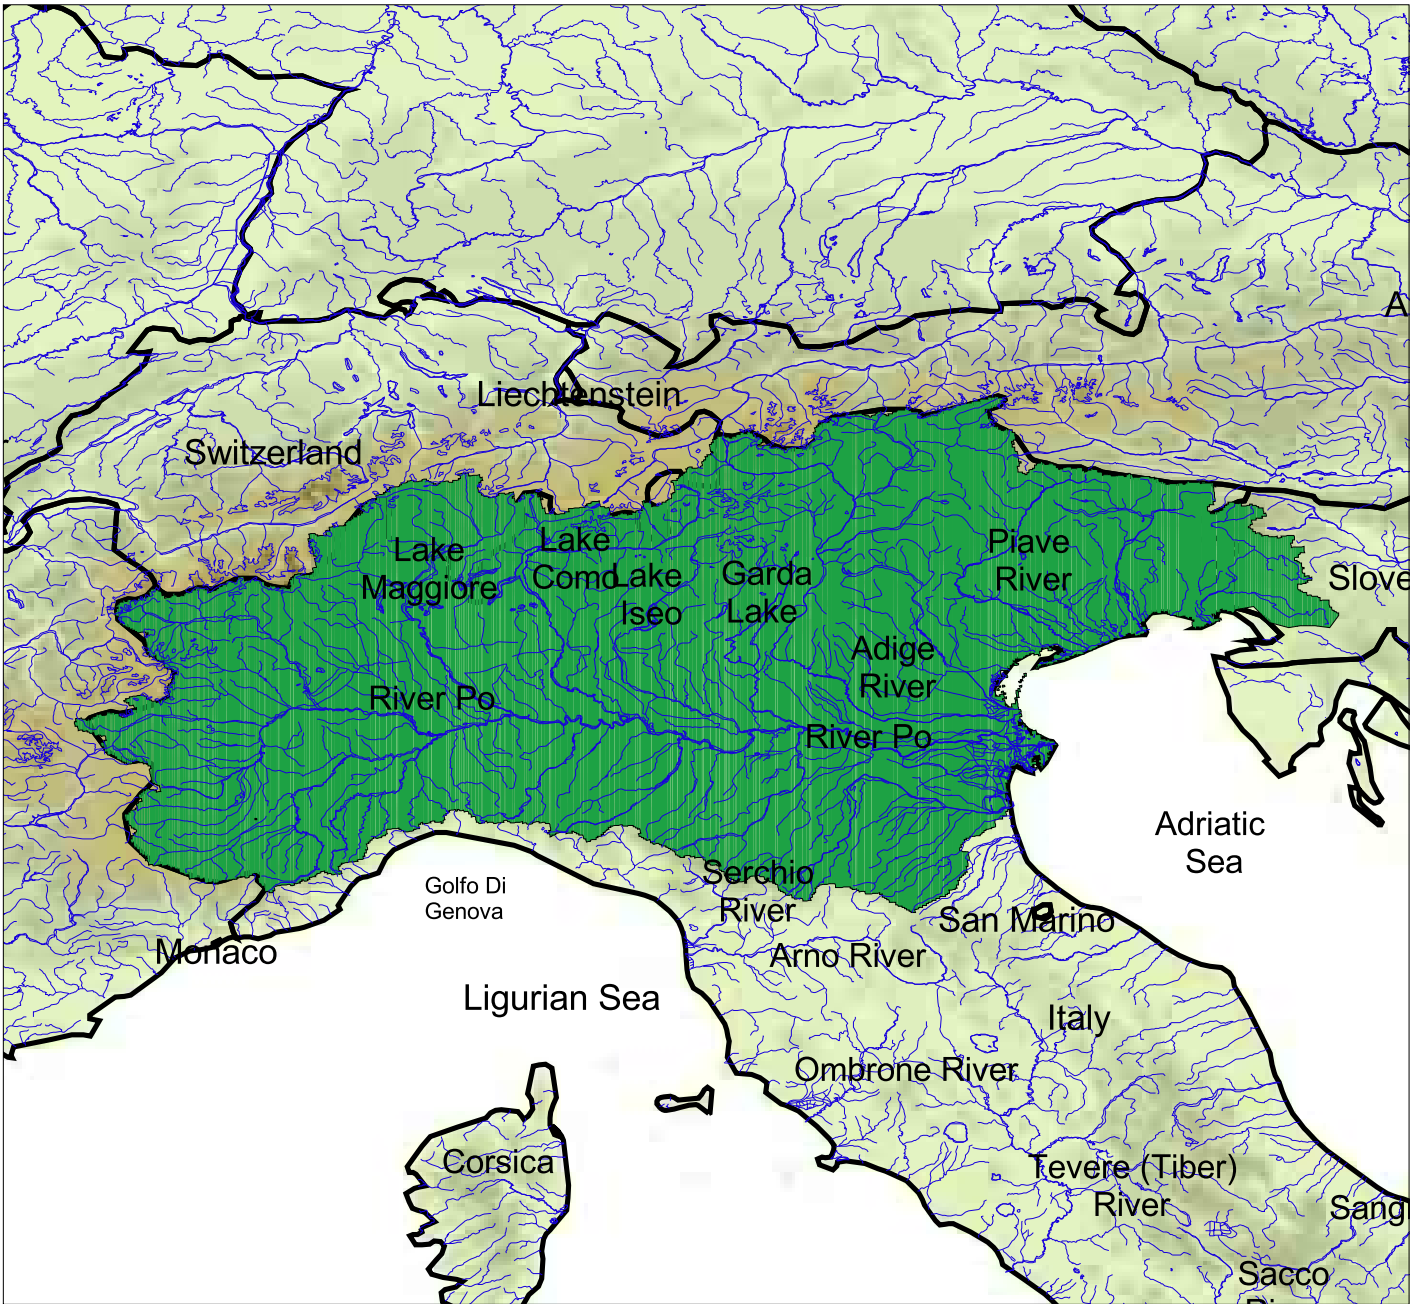 A
Liechtenstein
Switzerland
Lake
Maggiore
Lake
Como
Lake
Iseo
Garda
Lake
Piave
River
Slove
Adige
River
River Po
River Po
Adriatic
Sea
Serchio
River
Golfo Di
Genova
San Marino
Monaco
Arno River
Ligurian Sea
Italy
Ombrone River
Corsica
Tevere (Tiber)
River
Sang
Sacco